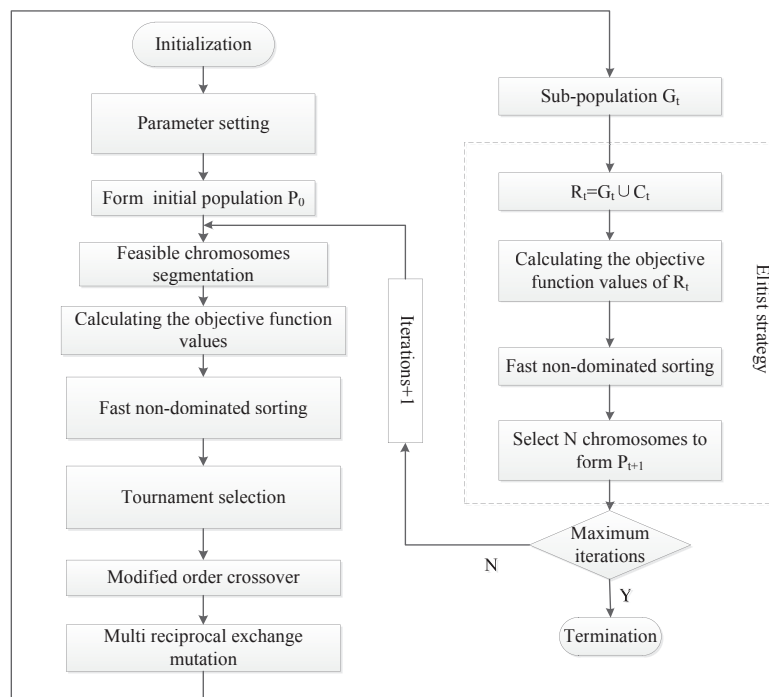 Initialization
Parameter setting
Form initial population P₀
Feasible chromosomes
segmentation
Calculating the objective function
values
Fast non-dominated sorting
Tournament selection
Modified order crossover
Multi reciprocal exchange
mutation
Iterations+1
Sub-population Gₜ
Rₜ=Gₜ∪Cₜ
Calculating the objective
function values of Rₜ
Fast non-dominated sorting
Select N chromosomes to
form Pₜ₊₁
Elitist strategy
Maximum
iterations
N
Y
Termination